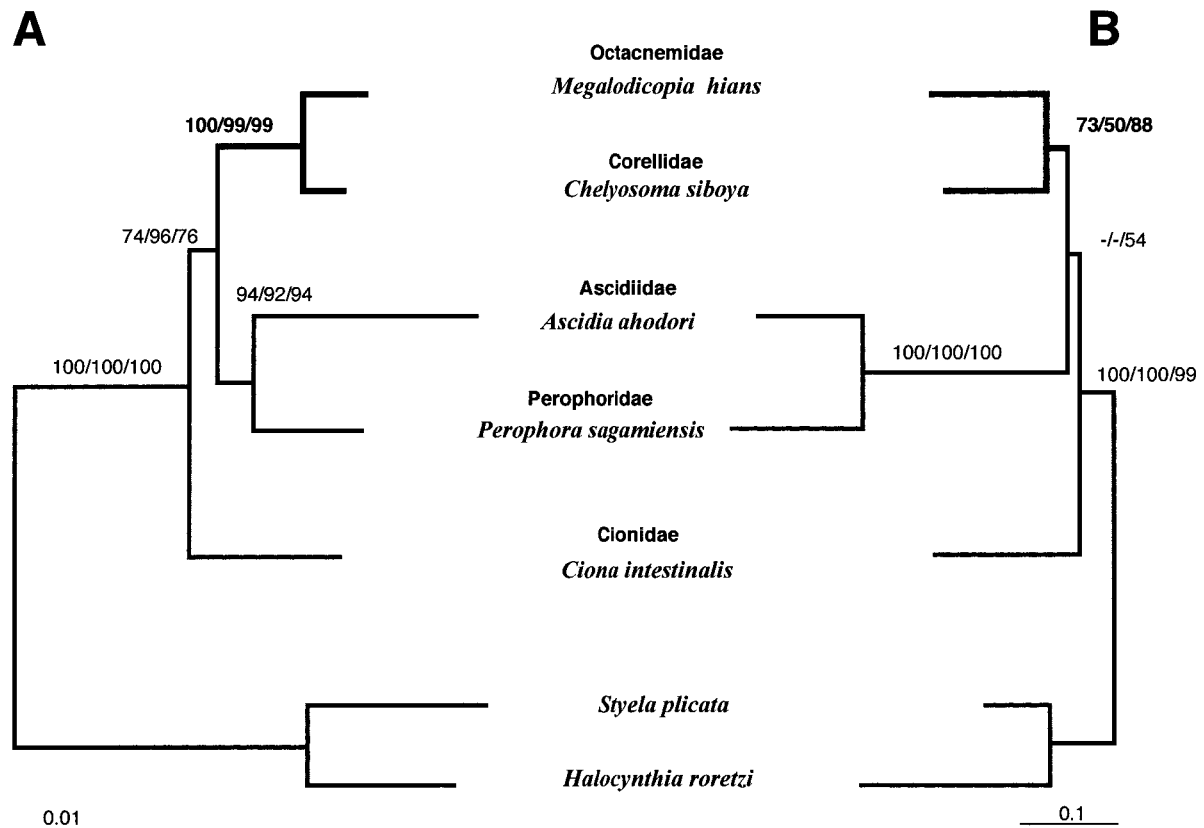 A
B
Octacnemidae
Megalodicopia hians
100/99/99
73/50/88
Corellidae
Chelyosoma siboya
74/96/76
-/-/54
94/92/94
Ascidiidae
Ascidia ahodori
100/100/100
100/100/100
100/100/99
Perophoridae
Perophora sagamiensis
Cionidae
Ciona intestinalis
Styela plicata
Halocynthia roretzi
0.01
0.1